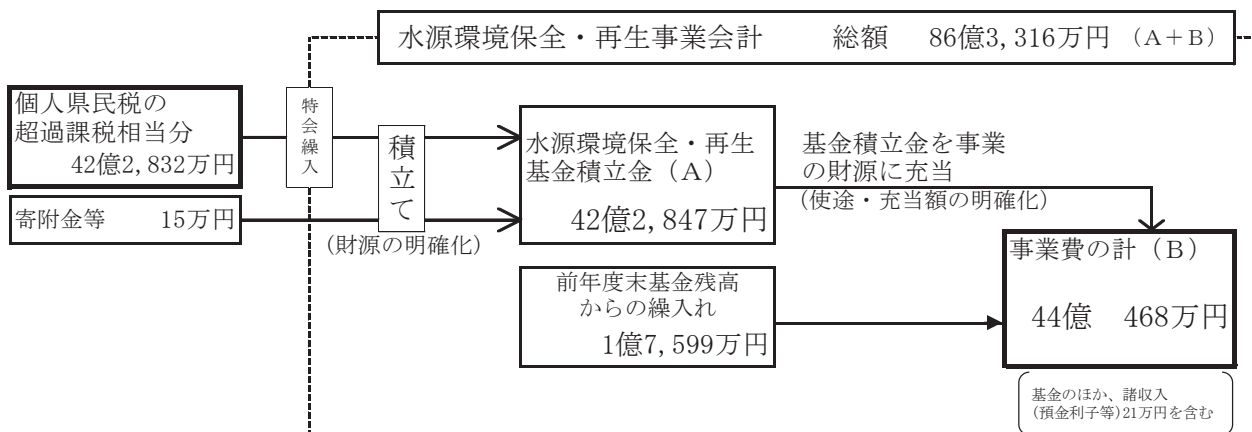 水源環境保全・再生事業会計　　総額　86億3,316万円（A＋B）
個人県民税の
超過課税相当分
42億2,832万円
特会繰入
積立て
水源環境保全・再生
基金積立金（A）
42億2,847万円
基金積立金を事業
の財源に充当
(使途・充当額の明確化)
寄附金等　　15万円
(財源の明確化)
事業費の計（B）
44億　468万円
前年度末基金残高
からの繰入れ
1億7,599万円
基金のほか、諸収入
(預金利子等)21万円を含む